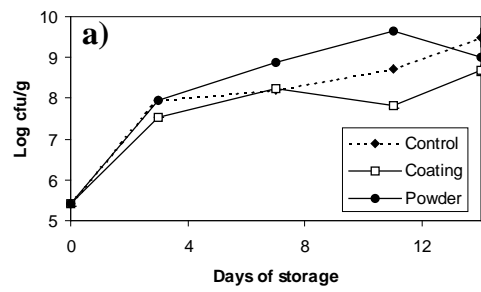 a)
10
9
8
7
6
5
Log cfu/g
Control
Coating
Powder
0 4 8 12
Days of storage